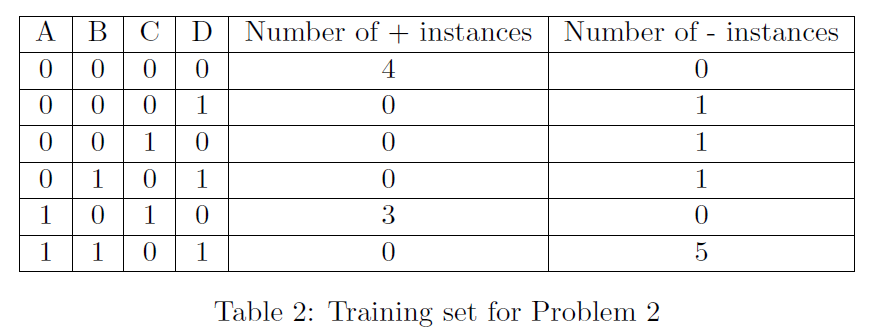 A B C D Number of + instances Number of - instances
0 0 0 0 4 0
0 0 0 1 0 1
0 0 1 0 0 1
0 1 0 1 0 1
1 0 1 0 3 0
1 1 0 1 0 5
Table 2: Training set for Problem 2